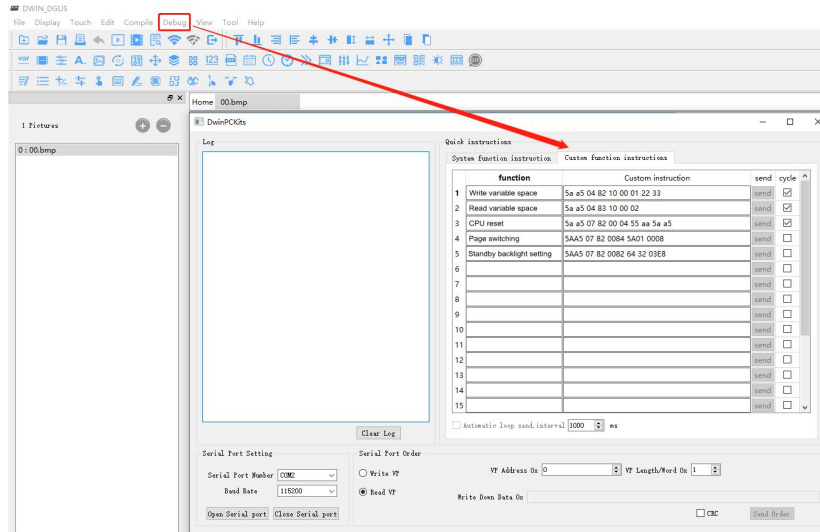 DWIN_DGUS
File Display Touch Edit Compile Debug View Tool Help
Home 00.bmp
1 Pictures
0 : 00.bmp
DwinPCKits
Log
Quick instructions
System function instruction Custom function instructions
function Custom instruction send cycle
1 Write variable space 5a a5 04 82 10 00 01 22 33 send
2 Read variable space 5a a5 04 83 10 00 02 send
3 CPU reset 5a a5 07 82 00 04 55 aa 5a a5 send
4 Page switching 5AA5 07 82 0084 5A01 0008 send
5 Standby backlight setting 5AA5 07 82 0082 64 32 03E8 send
6 send
7 send
8 send
9 send
10 send
11 send
12 send
13 send
14 send
15 send
Automatic loop send.interval 1000 ms
Clear Log
Serial Port Setting
Serial Port Number COM2
Baud Rate 115200
Open Serial port Close Serial port
Serial Port Order
Write VP
Read VP
VP Address 0x 0 VP Length/Word 0x 1
Write Down Data 0x
CRC Send Order